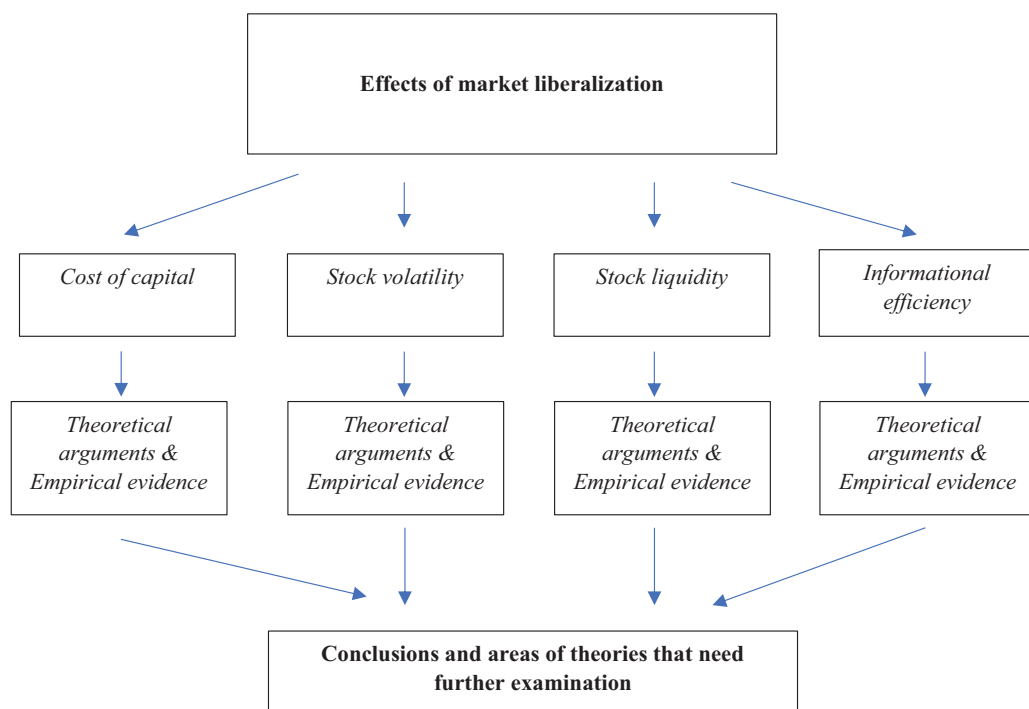 Effects of market liberalization
Cost of capital
Stock volatility
Stock liquidity
Informational
efficiency
Theoretical
arguments &
Empirical evidence
Theoretical
arguments &
Empirical evidence
Theoretical
arguments &
Empirical evidence
Theoretical
arguments &
Empirical evidence
Conclusions and areas of theories that need
further examination